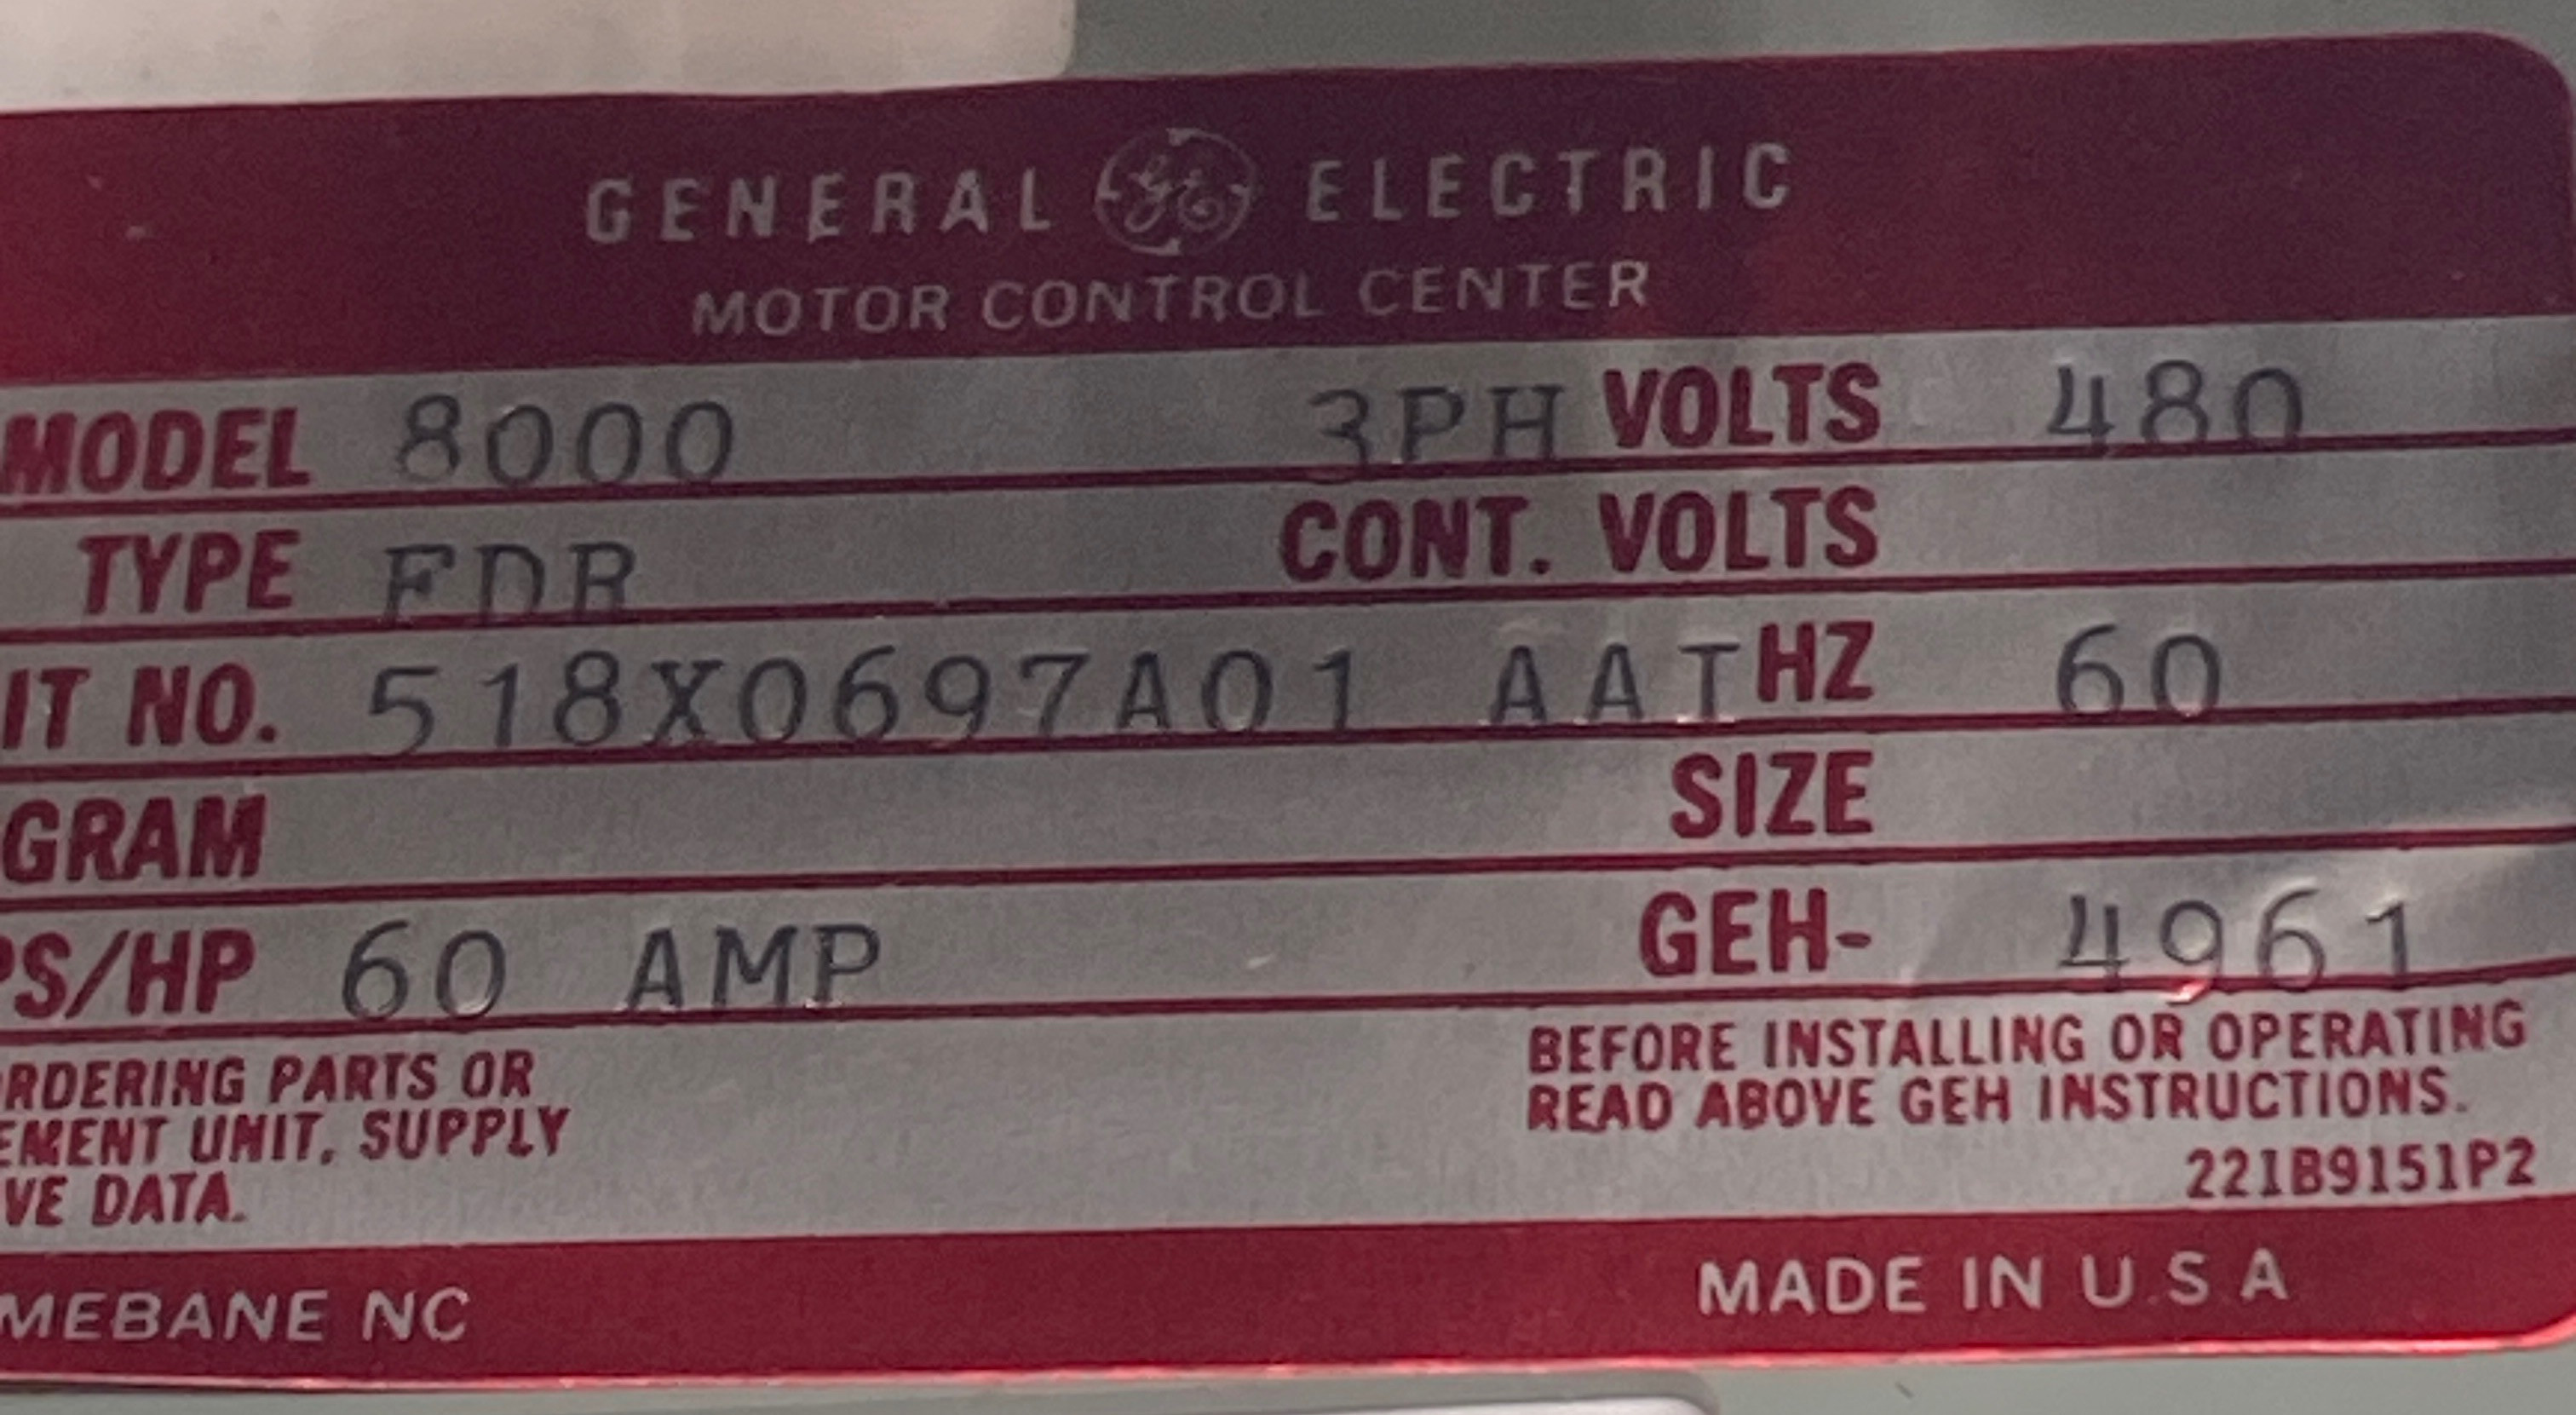 GENERAL GE ELECTRIC
MOTOR CONTROL CENTER
MODEL 8000 3PH VOLTS 480
TYPE FDR CONT. VOLTS
IT NO. 518X0697A01 AAT HZ 60
GRAM SIZE
PS/HP 60 AMP GEH- 4961
RDERING PARTS OR
EMENT UNIT, SUPPLY
VE DATA.
BEFORE INSTALLING OR OPERATING
READ ABOVE GEH INSTRUCTIONS.
221B9151P2
MEBANE NC MADE IN U.S.A